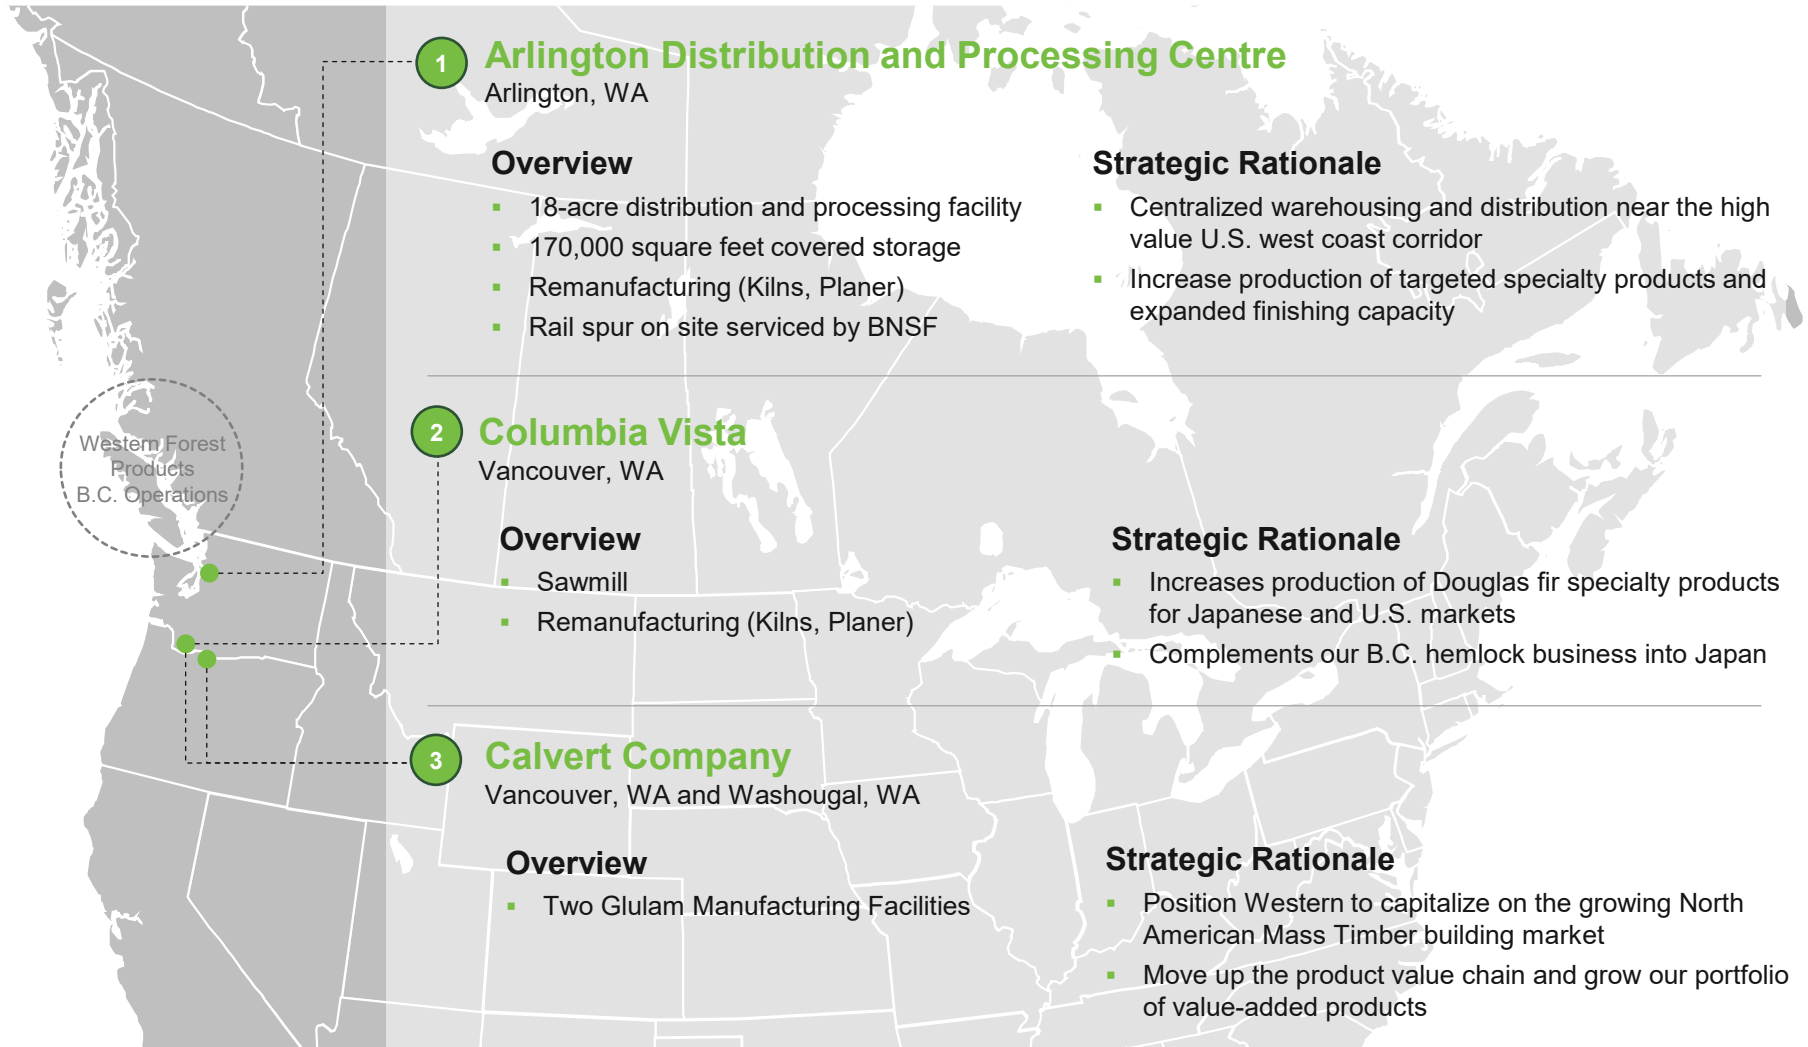 1
Arlington Distribution and Processing Centre
Arlington, WA
Overview
▪ 18-acre distribution and processing facility
▪ 170,000 square feet covered storage
▪ Remanufacturing (Kilns, Planer)
▪ Rail spur on site serviced by BNSF
Strategic Rationale
▪ Centralized warehousing and distribution near the high
value U.S. west coast corridor
▪ Increase production of targeted specialty products and
expanded finishing capacity
Western Forest
Products
B.C. Operations
2
Columbia Vista
Vancouver, WA
Overview
▪ Sawmill
▪ Remanufacturing (Kilns, Planer)
Strategic Rationale
▪ Increases production of Douglas fir specialty products
for Japanese and U.S. markets
▪ Complements our B.C. hemlock business into Japan
3
Calvert Company
Vancouver, WA and Washougal, WA
Overview
▪ Two Glulam Manufacturing Facilities
Strategic Rationale
▪ Position Western to capitalize on the growing North
American Mass Timber building market
▪ Move up the product value chain and grow our portfolio
of value-added products